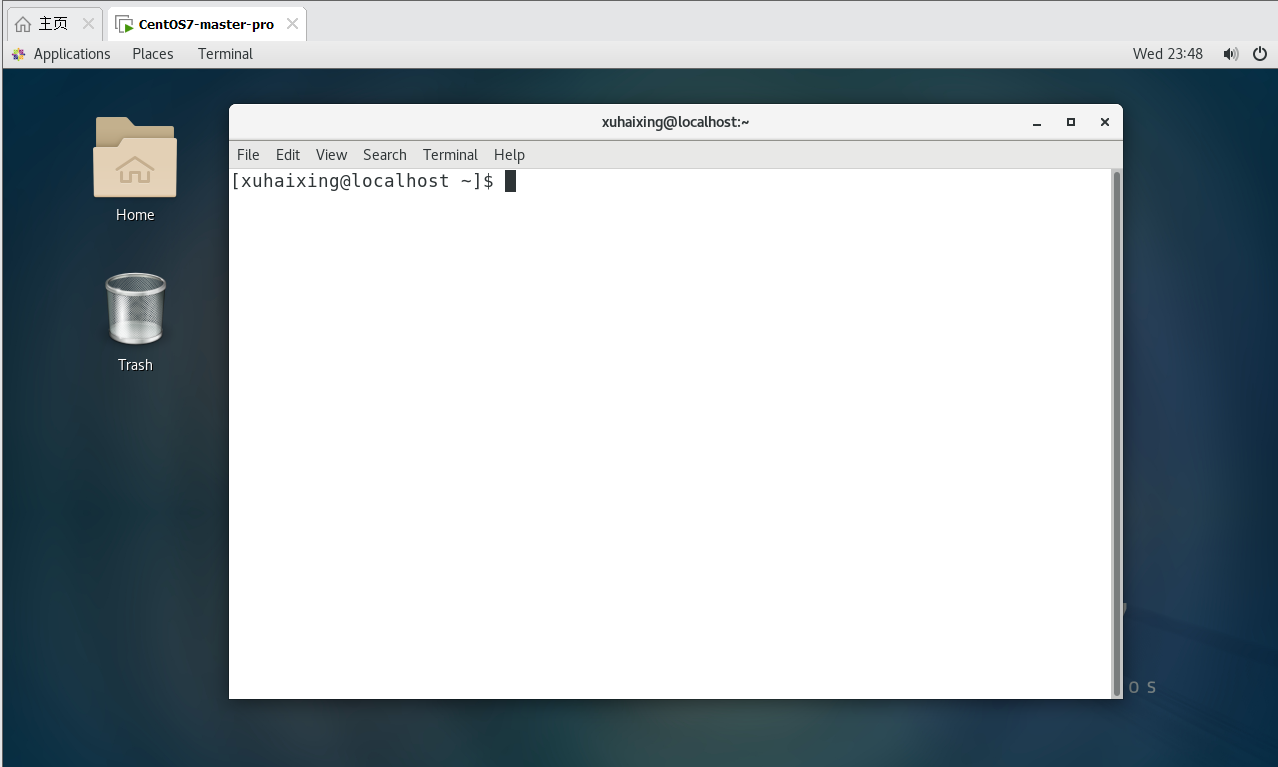 主页 CentOS7-master-pro
Applications Places Terminal Wed 23:48
xuhaixing@localhost:~
File Edit View Search Terminal Help
[xuhaixing@localhost ~]$
Home
Trash
O S